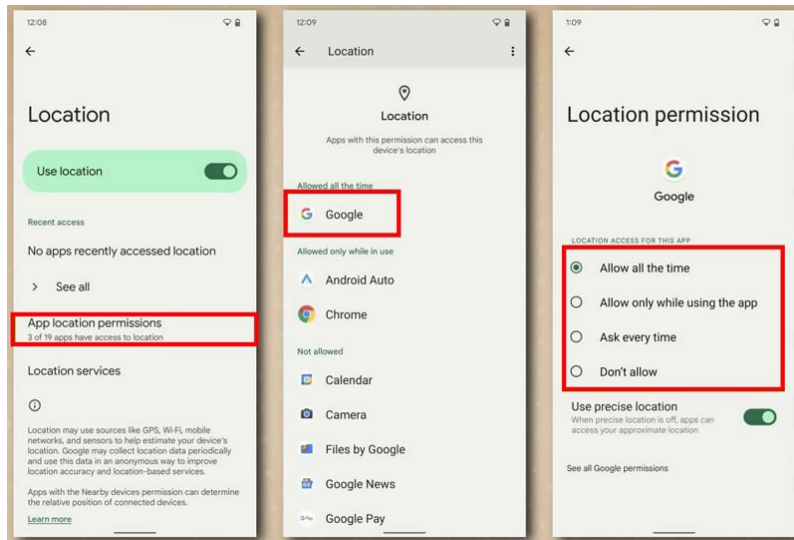 12:08
Location
Use location
Recent access
No apps recently accessed location
See all
App location permissions
3 of 19 apps have access to location
Location services
Location may use sources like GPS, Wi-Fi, mobile
networks, and sensors to help estimate your device's
location. Google may collect location data periodically
and use this data in an anonymous way to improve
location accuracy and location-based services.
Apps with the Nearby devices permission can determine
the relative position of connected devices.
Learn more
12:09
Location
Location
Apps with this permission can access this
device's location
Allowed all the time
Google
Allowed only while in use
Android Auto
Chrome
Not allowed
Calendar
Camera
Files by Google
Google News
Google Pay
1:09
Location permission
Google
LOCATION ACCESS FOR THIS APP
Allow all the time
Allow only while using the app
Ask every time
Don't allow
Use precise location
When precise location is off, apps can
access your approximate location
See all Google permissions